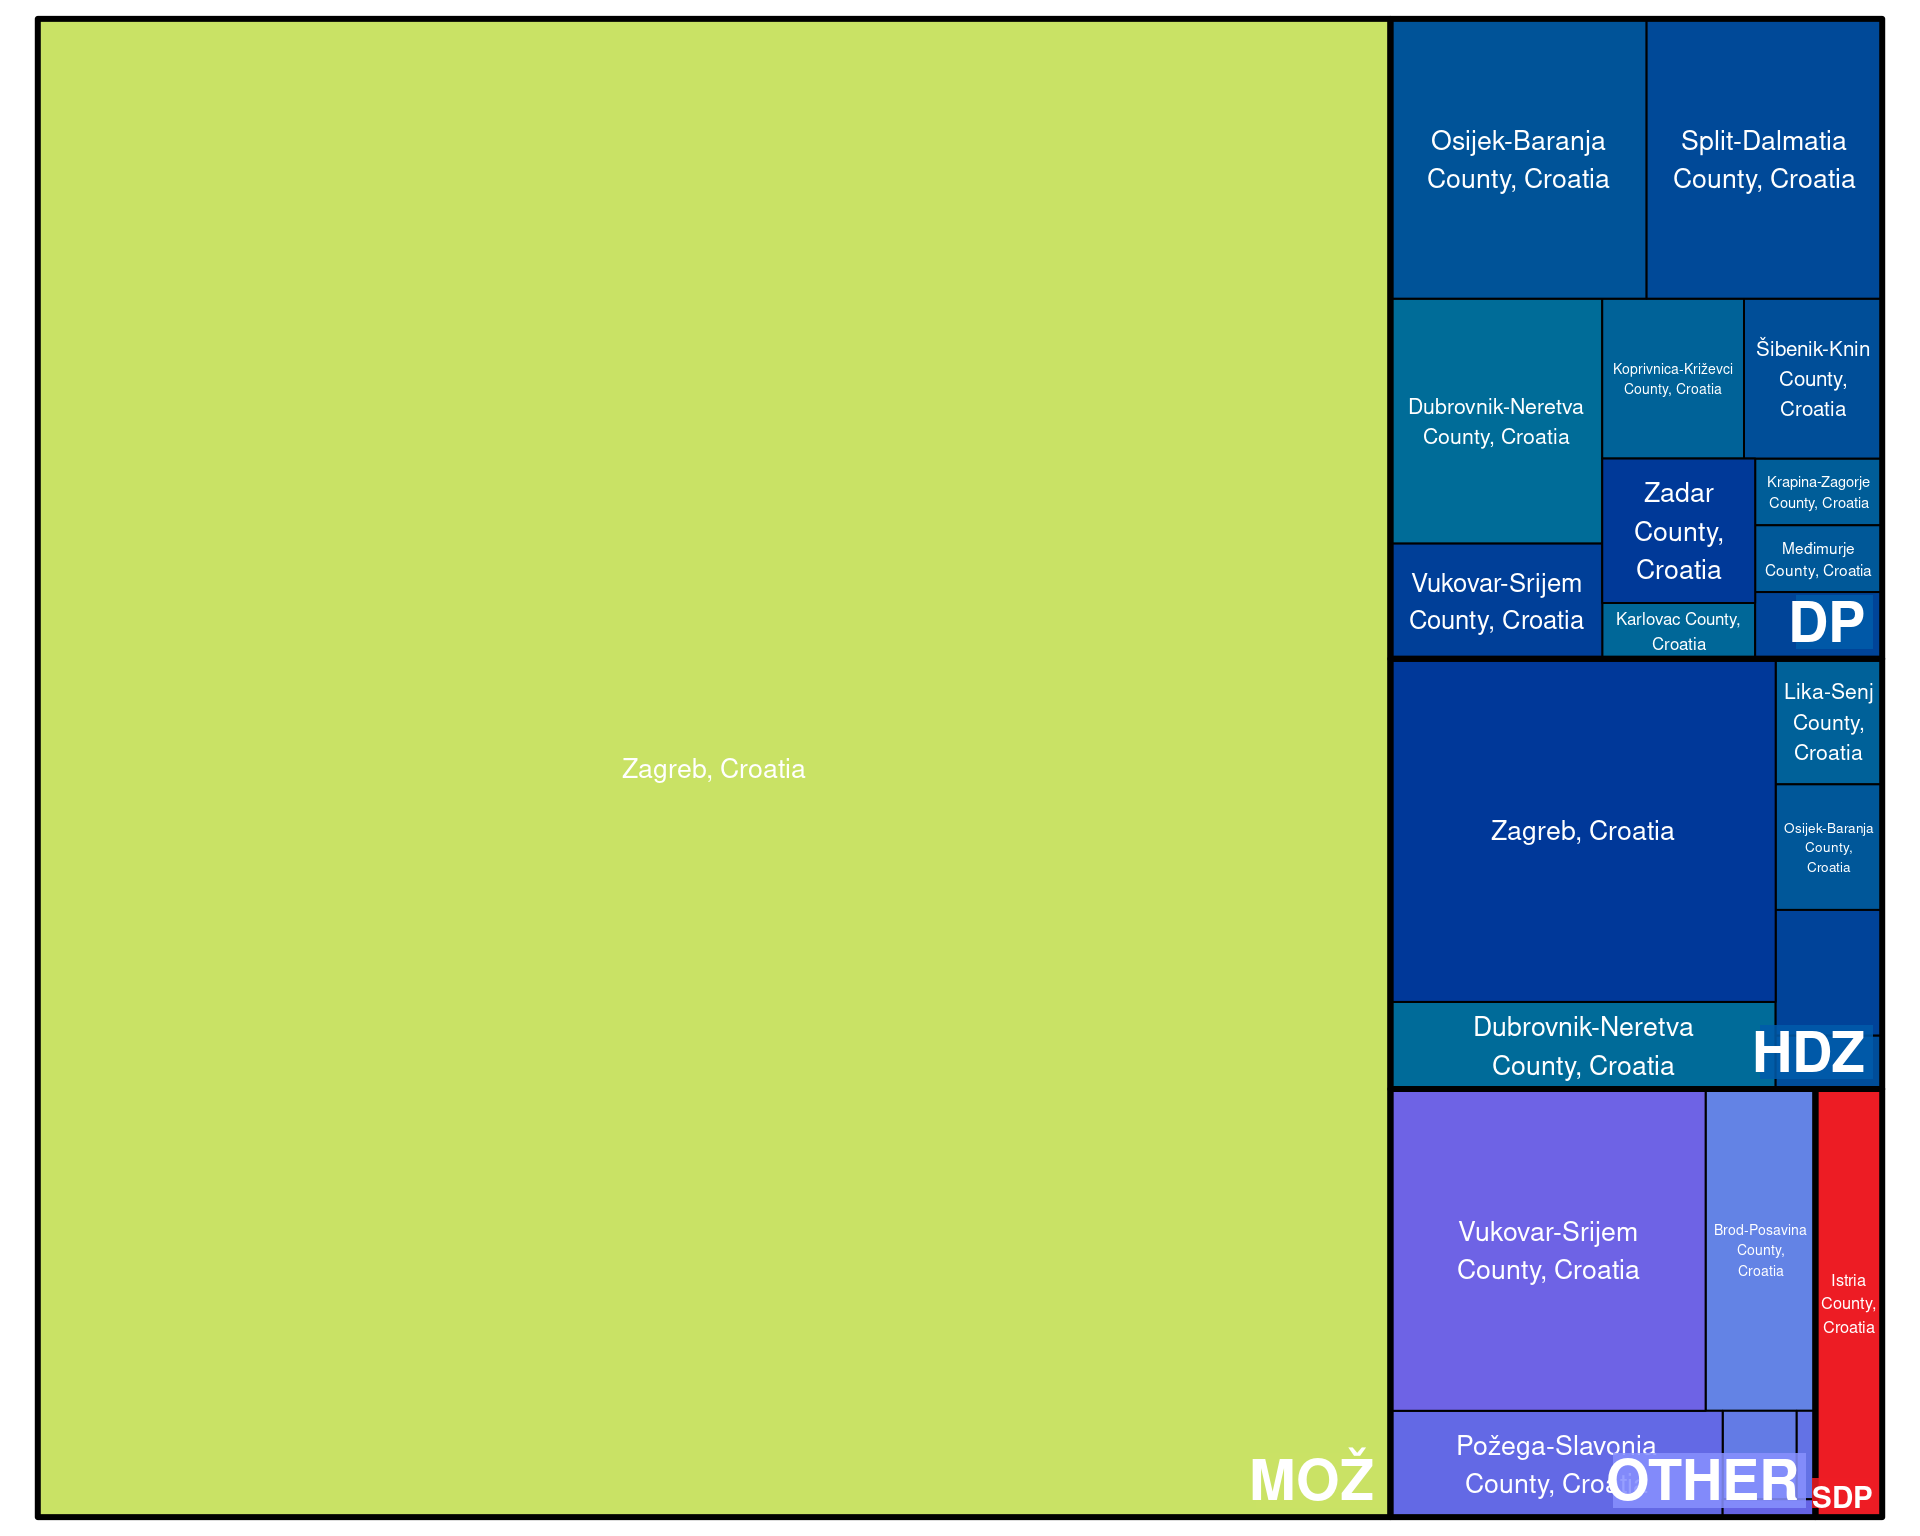 Zagreb, Croatia
MOŽ
Osijek-Baranja
County, Croatia
Split-Dalmatia
County, Croatia
Dubrovnik-Neretva
County, Croatia
Koprivnica-Križevci
County, Croatia
Šibenik-Knin
County,
Croatia
Vukovar-Srijem
County, Croatia
Zadar
County,
Croatia
Krapina-Zagorje
County, Croatia
Međimurje
County, Croatia
Karlovac County,
Croatia
DP
Zagreb, Croatia
Lika-Senj
County,
Croatia
Osijek-Baranja
County,
Croatia
Dubrovnik-Neretva
County, Croatia
HDZ
Vukovar-Srijem
County, Croatia
Brod-Posavina
County,
Croatia
Požega-Slavonia
County, Croatia
OTHER
Istria
County,
Croatia
SDP